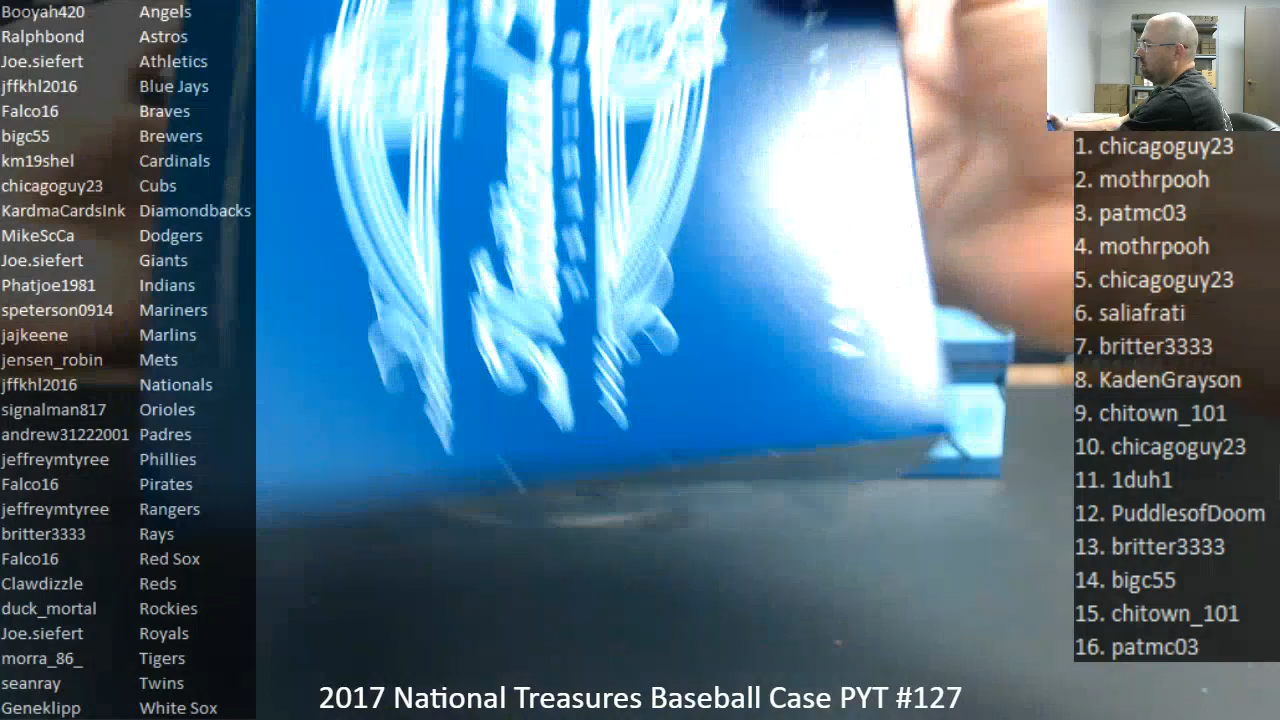 Booyah420 Angels
Ralphbond Astros
Joe.siefert Athletics
jffkhl2016 Blue Jays
Falco16 Braves
bigc55 Brewers
km19shel Cardinals
chicagoguy23 Cubs
KardmaCardsInk Diamondbacks
MikeScCa Dodgers
Joe.siefert Giants
Phatjoe1981 Indians
speterson0914 Mariners
jajkeene Marlins
jensen_robin Mets
jffkhl2016 Nationals
signalman817 Orioles
andrew31222001 Padres
jeffreymtyree Phillies
Falco16 Pirates
jeffreymtyree Rangers
britter3333 Rays
Falco16 Red Sox
Clawdizzle Reds
duck_mortal Rockies
Joe.siefert Royals
morra_86_ Tigers
seanray Twins
Geneklipp White Sox
1. chicagoguy23
2. mothrpooh
3. patmc03
4. mothrpooh
5. chicagoguy23
6. saliafrati
7. britter3333
8. KadenGrayson
9. chitown_101
10. chicagoguy23
11. 1duh1
12. PuddlesofDoom
13. britter3333
14. bigc55
15. chitown_101
16. patmc03
2017 National Treasures Baseball Case PYT #127